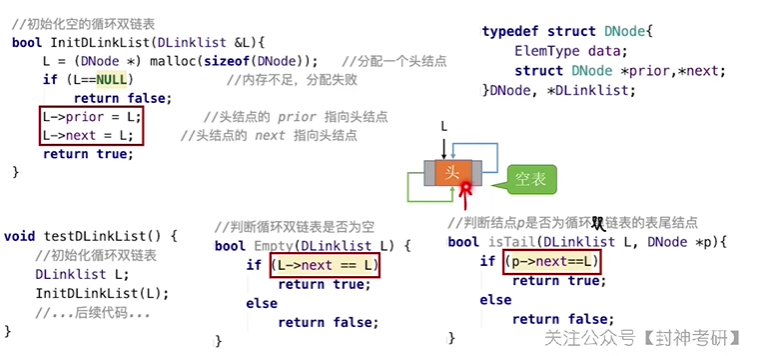 //初始化空的循环双链表
bool InitDLinkList(DLinklist &L){
L = (DNode *) malloc(sizeof(DNode)); //分配一个头结点
if (L==NULL) //内存不足，分配失败
return false;
L->prior = L; //头结点的 prior 指向头结点
L->next = L; //头结点的 next 指向头结点
return true;
}
typedef struct DNode{
ElemType data;
struct DNode *prior,*next;
}DNode, *DLinklist;
L
头
空表
void testDLinkList() {
//初始化循环双链表
DLinklist L;
InitDLinkList(L);
//...后续代码...
}
//判断循环双链表是否为空
bool Empty(DLinklist L) {
if (L->next == L)
return true;
else
return false;
}
//判断结点p是否为循环双链表的表尾结点
bool isTail(DLinklist L, DNode *p){
if (p->next==L)
return true;
else
return false;
}
关注公众号【封神考研】